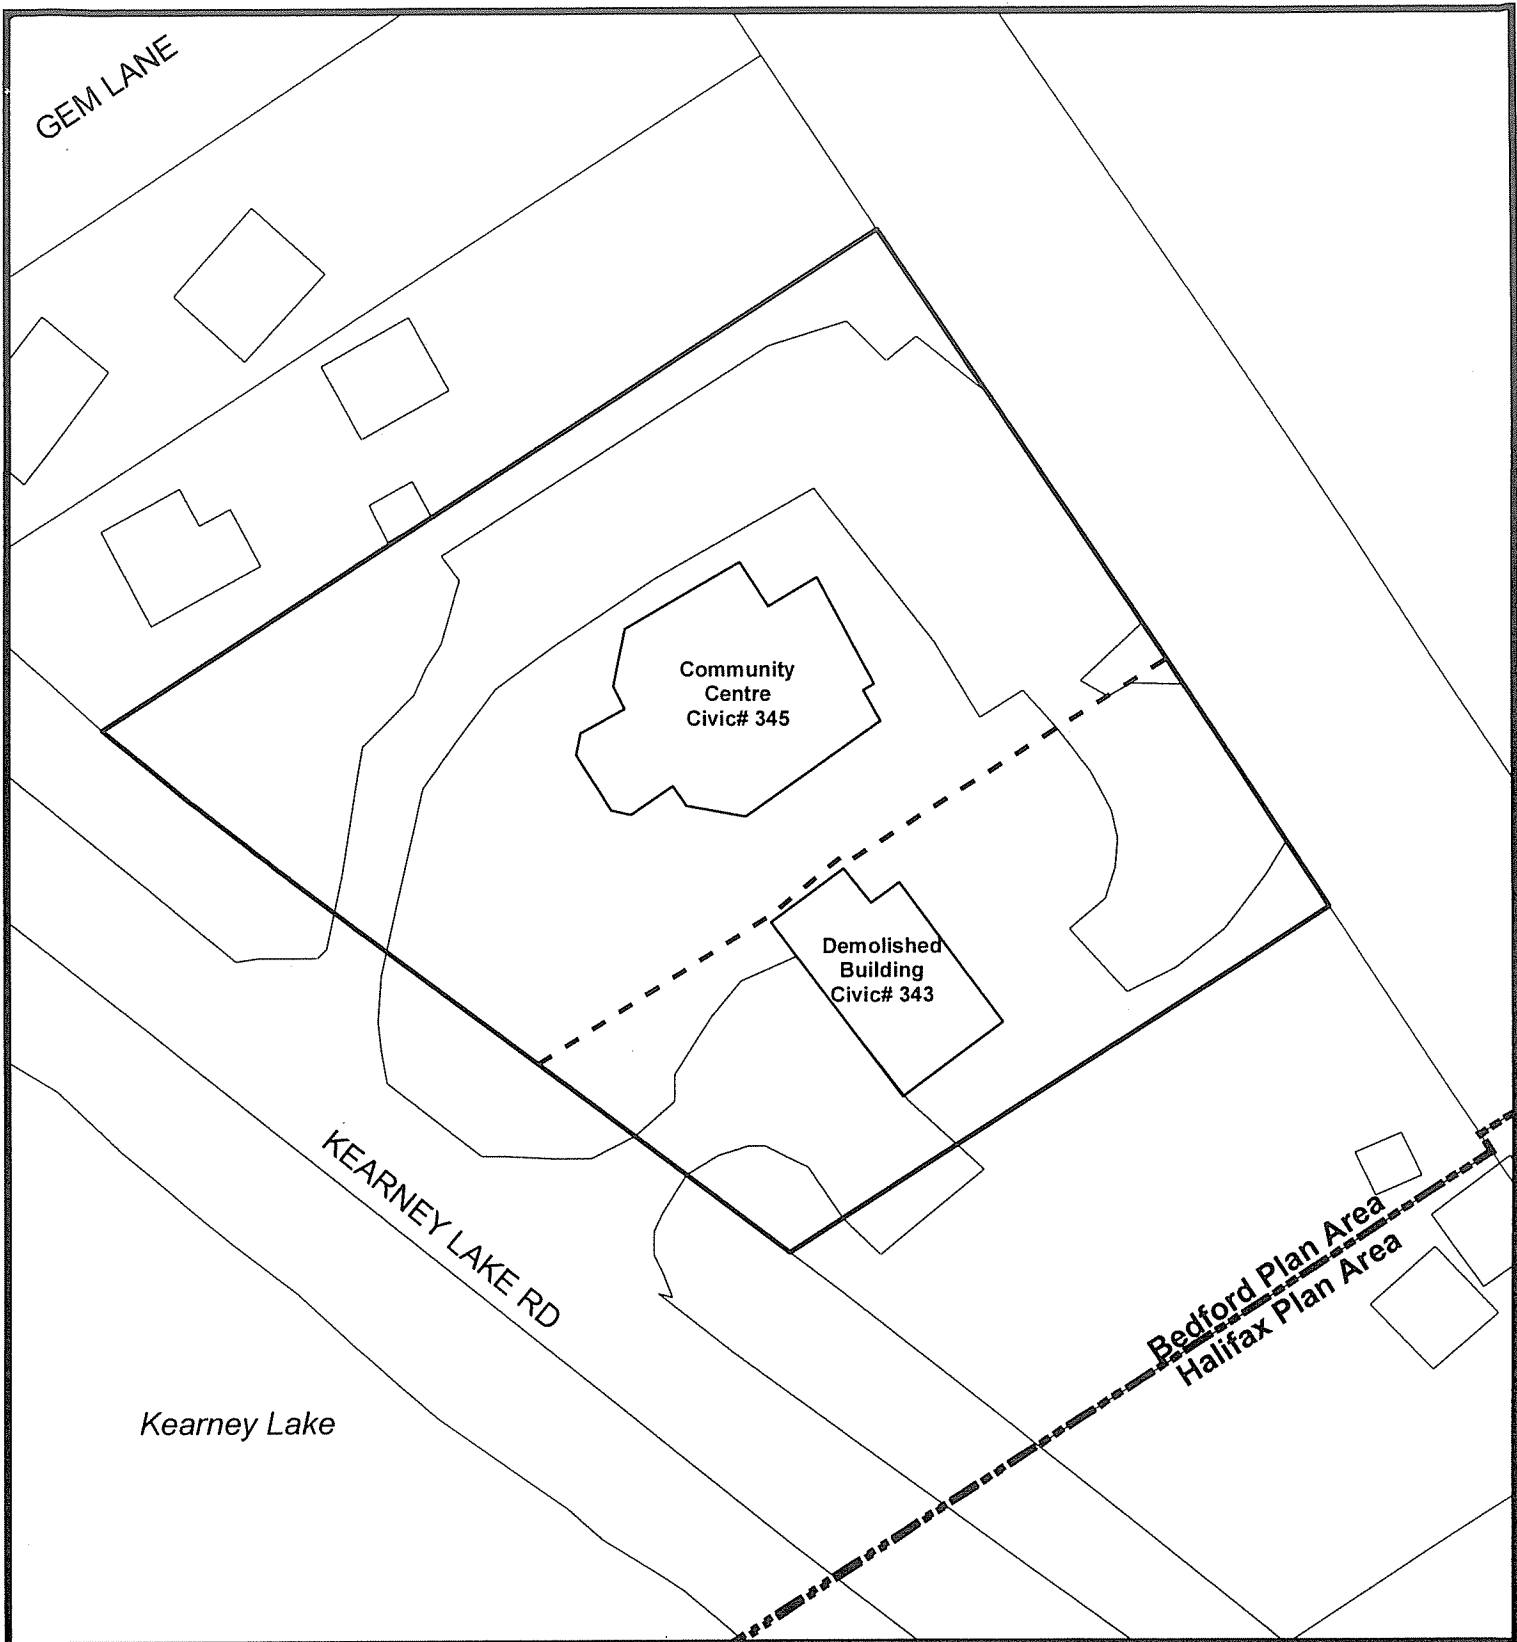 GEM LANE
Community
Centre
Civic# 345
Demolished
Building
Civic# 343
KEARNEY LAKE RD
Bedford Plan Area
Halifax Plan Area
Kearney Lake